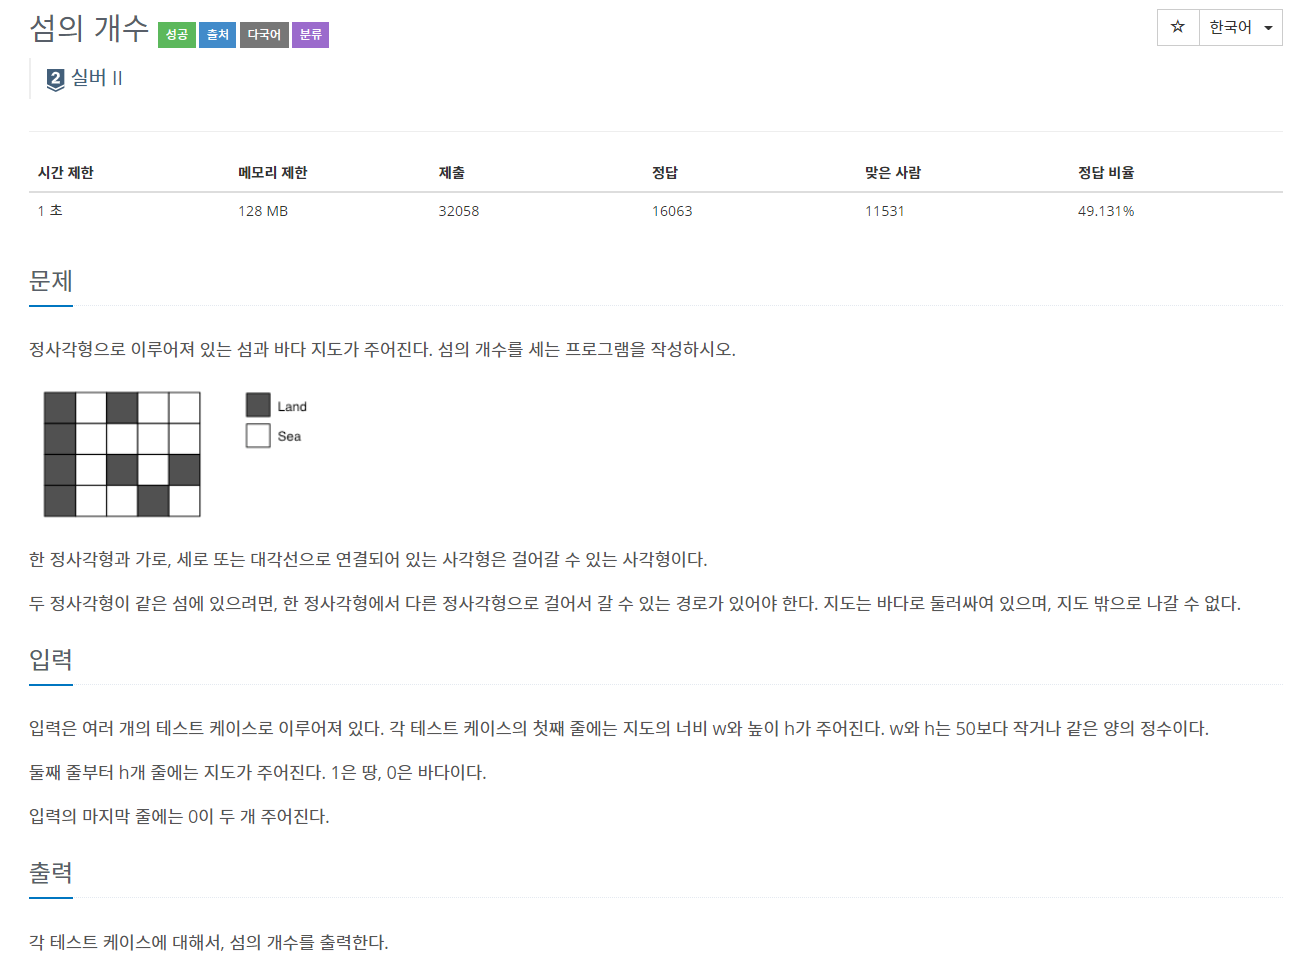 섬의 개수 성공 출처 다국어 분류
☆ 한국어
2 실버 II
시간 제한 메모리 제한 제출 정답 맞은 사람 정답 비율
1 초 128 MB 32058 16063 11531 49.131%
문제
정사각형으로 이루어져 있는 섬과 바다 지도가 주어진다. 섬의 개수를 세는 프로그램을 작성하시오.
Land
Sea
한 정사각형과 가로, 세로 또는 대각선으로 연결되어 있는 사각형은 걸어갈 수 있는 사각형이다.
두 정사각형이 같은 섬에 있으려면, 한 정사각형에서 다른 정사각형으로 걸어서 갈 수 있는 경로가 있어야 한다. 지도는 바다로 둘러싸여 있으며, 지도 밖으로 나갈 수 없다.
입력
입력은 여러 개의 테스트 케이스로 이루어져 있다. 각 테스트 케이스의 첫째 줄에는 지도의 너비 w와 높이 h가 주어진다. w와 h는 50보다 작거나 같은 양의 정수이다.
둘째 줄부터 h개 줄에는 지도가 주어진다. 1은 땅, 0은 바다이다.
입력의 마지막 줄에는 0이 두 개 주어진다.
출력
각 테스트 케이스에 대해서, 섬의 개수를 출력한다.